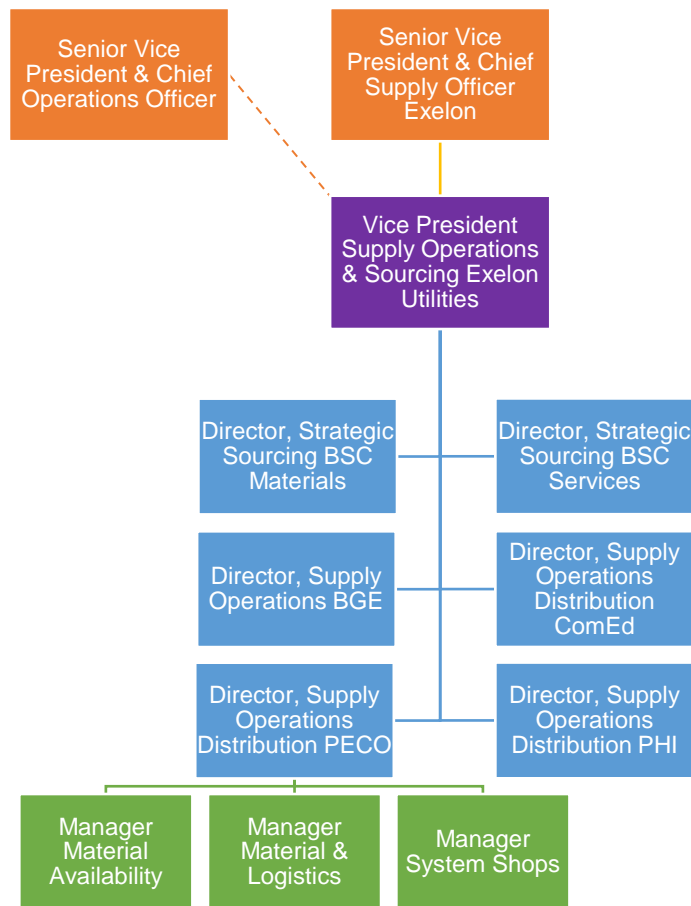 Senior Vice
President & Chief
Operations Officer
Senior Vice
President & Chief
Supply Officer
Exelon
Vice President
Supply Operations
& Sourcing Exelon
Utilities
Director, Strategic
Sourcing BSC
Materials
Director, Strategic
Sourcing BSC
Services
Director, Supply
Operations BGE
Director, Supply
Operations
Distribution
ComEd
Director, Supply
Operations
Distribution PECO
Director, Supply
Operations
Distribution PHI
Manager
Material
Availability
Manager
Material &
Logistics
Manager
System Shops